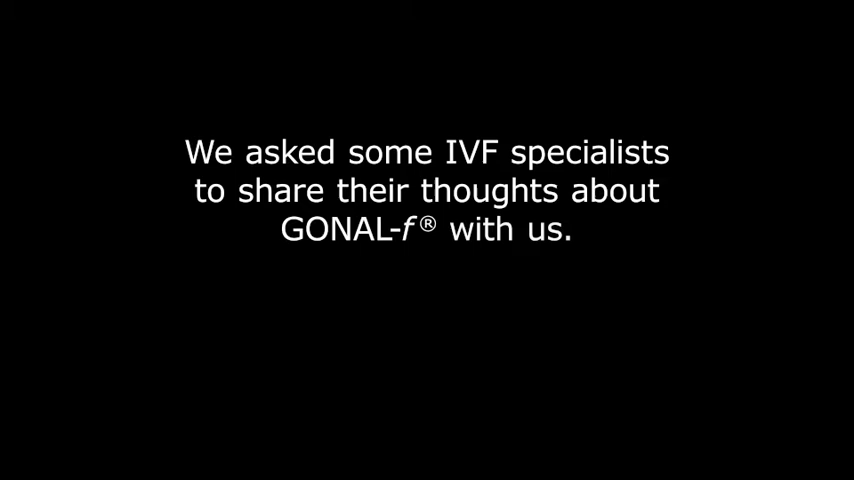 We asked some IVF specialists
to share their thoughts about
GONAL-f® with us.